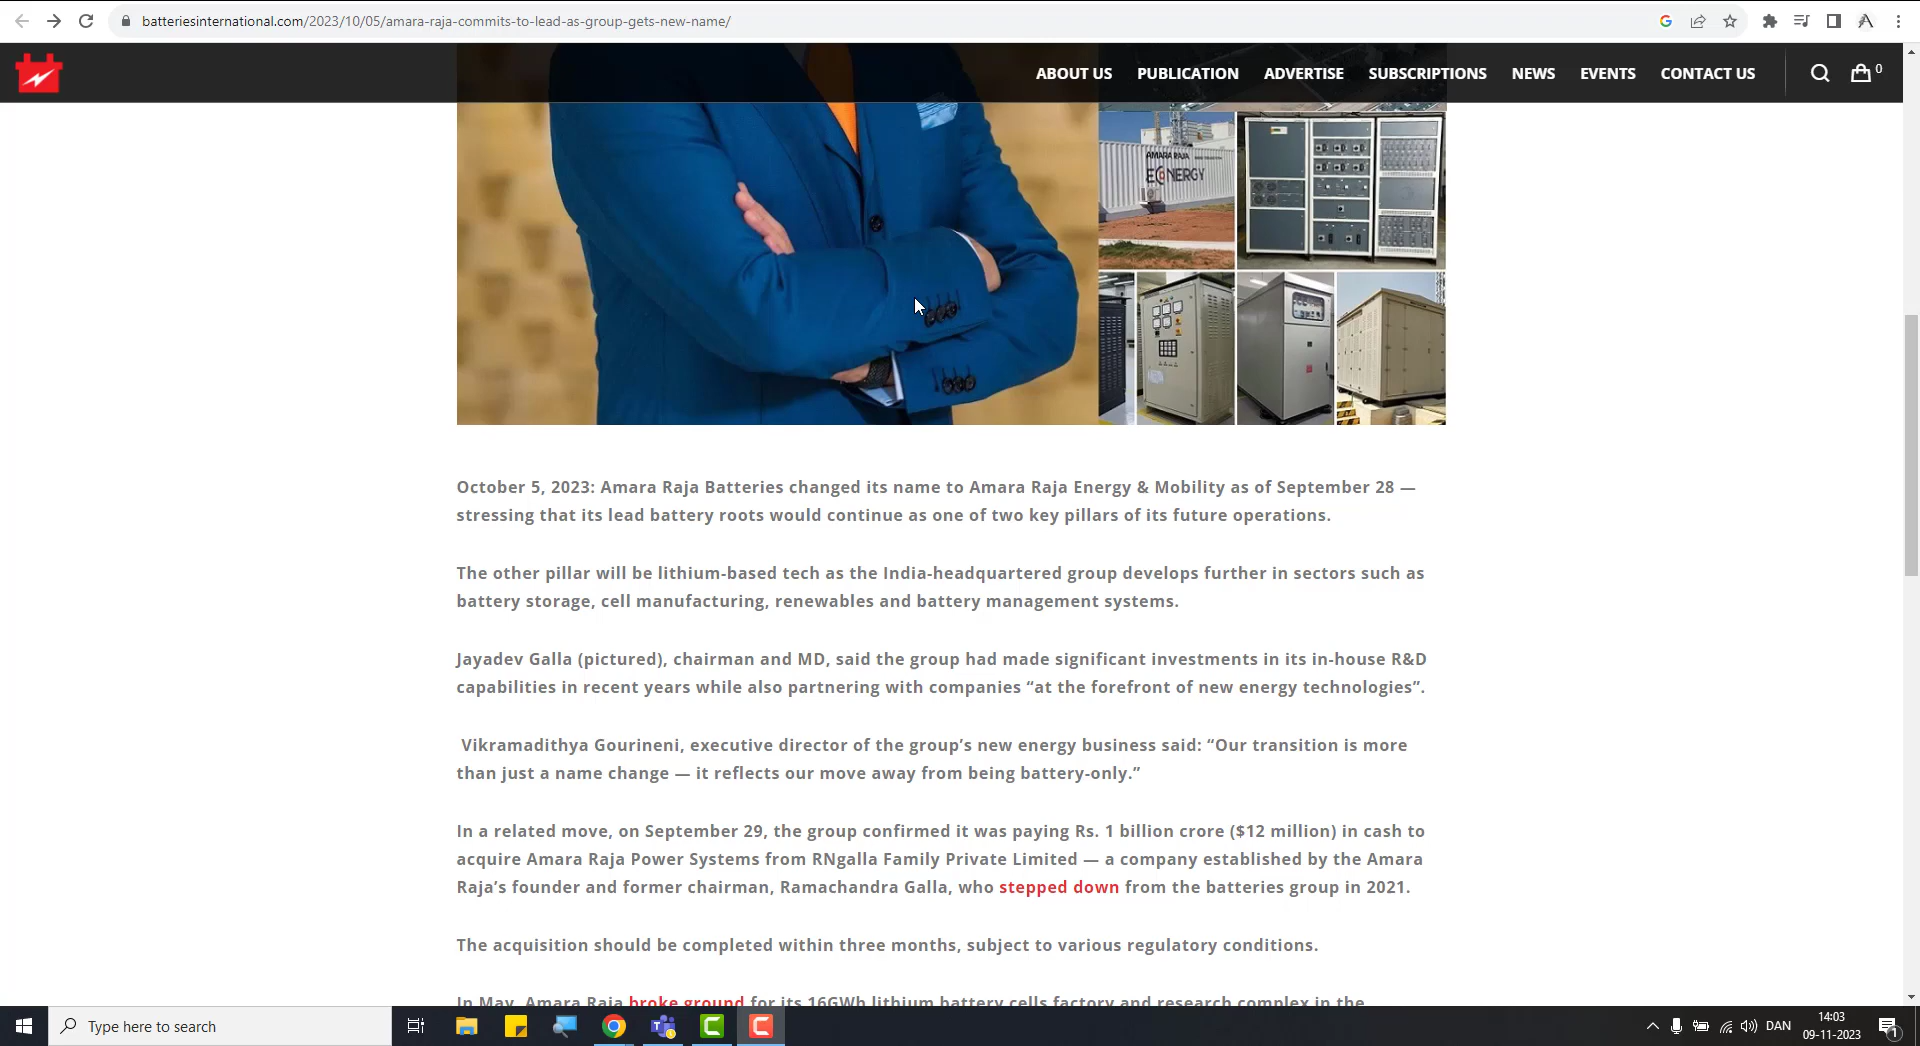 batteriesinternational.com/2023/10/05/amara-raja-commits-to-lead-as-group-gets-new-name/
ABOUT US PUBLICATION ADVERTISE SUBSCRIPTIONS NEWS EVENTS CONTACT US 0
AMARA RAJA
ECONERGY
October 5, 2023: Amara Raja Batteries changed its name to Amara Raja Energy & Mobility as of September 28 —
stressing that its lead battery roots would continue as one of two key pillars of its future operations.
The other pillar will be lithium-based tech as the India-headquartered group develops further in sectors such as
battery storage, cell manufacturing, renewables and battery management systems.
Jayadev Galla (pictured), chairman and MD, said the group had made significant investments in its in-house R&D
capabilities in recent years while also partnering with companies “at the forefront of new energy technologies”.
Vikramadithya Gourineni, executive director of the group’s new energy business said: “Our transition is more
than just a name change — it reflects our move away from being battery-only.”
In a related move, on September 29, the group confirmed it was paying Rs. 1 billion crore ($12 million) in cash to
acquire Amara Raja Power Systems from RNgalla Family Private Limited — a company established by the Amara
Raja’s founder and former chairman, Ramachandra Galla, who stepped down from the batteries group in 2021.
The acquisition should be completed within three months, subject to various regulatory conditions.
In May, Amara Raja broke ground for its 16GWh lithium battery cells factory and research complex in the
Type here to search
DAN
14:03
09-11-2023
1